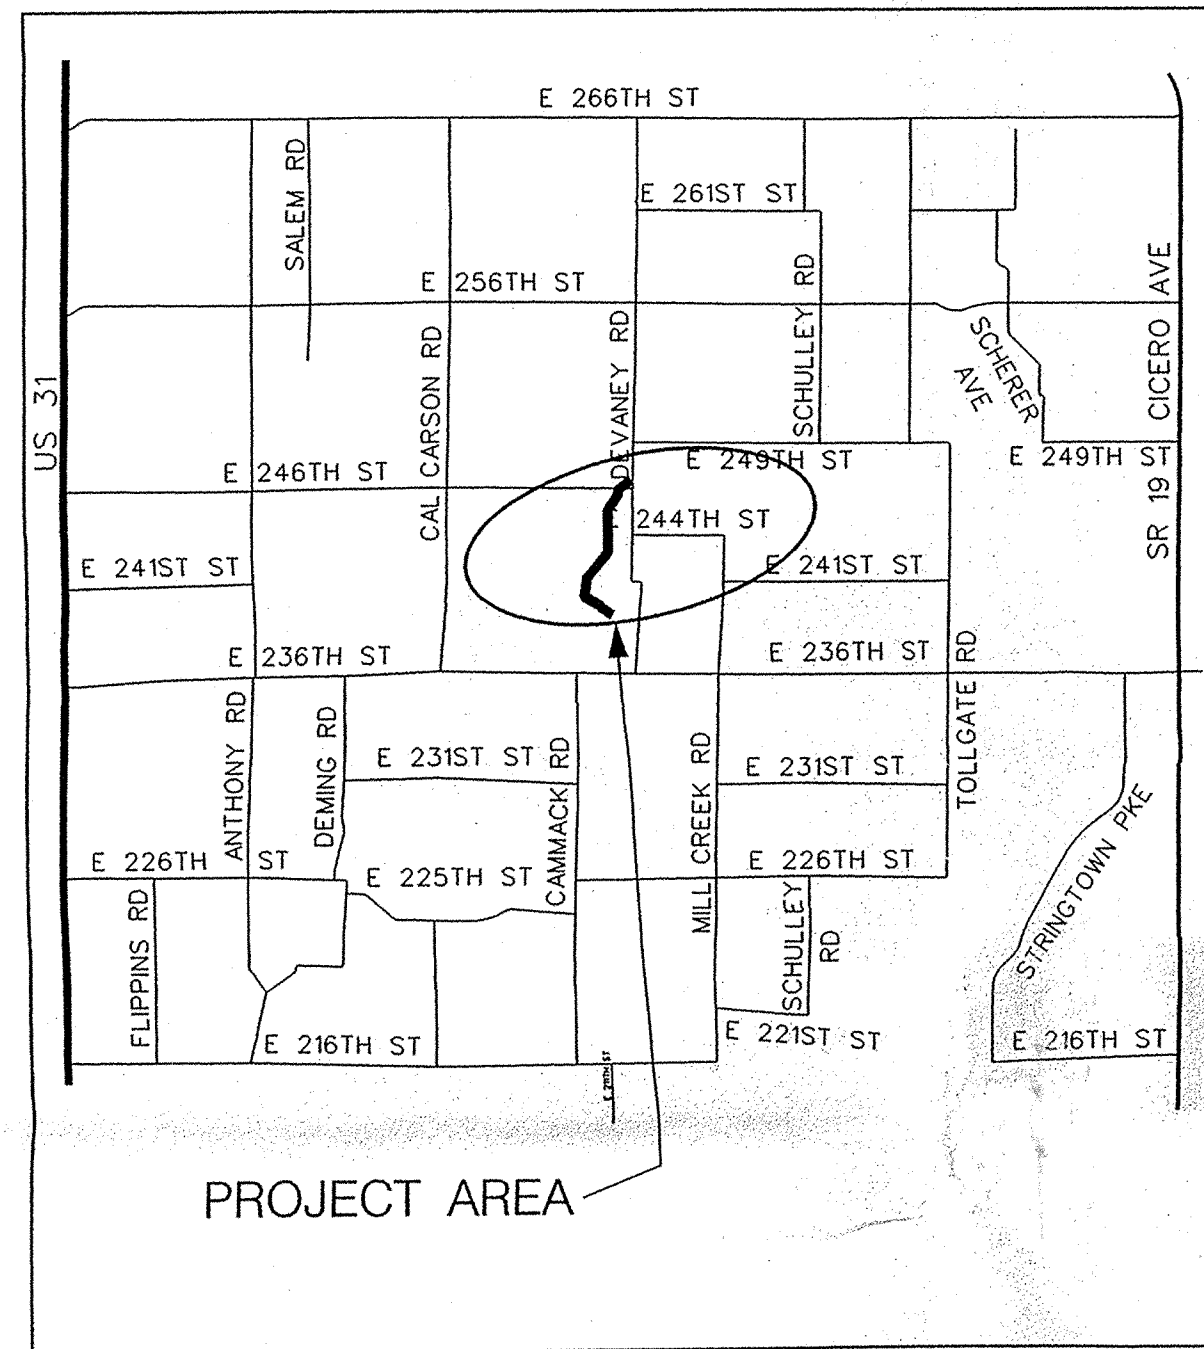 E 266TH ST
SALEM RD
E 261ST ST
E 256TH ST
SCHULLEY RD
SR 19 CICERO AVE
US 31
CAL CARSON RD
DEVANEY RD
SCHERER
AVE
E 246TH ST
E 249TH ST
E 249TH ST
244TH ST
E 241ST ST
E 241ST ST
E 236TH ST
E 236TH ST
ANTHONY RD
DEMING RD
CAMMACK RD
MILL CREEK RD
TOLLGATE RD
E 231ST ST
E 231ST ST
STRINGTOWN PKE
E 226TH ST
E 225TH ST
E 226TH ST
FLIPPINS RD
SCHULLEY
RD
E 216TH ST
E 221ST ST
E 216TH ST
PROJECT AREA